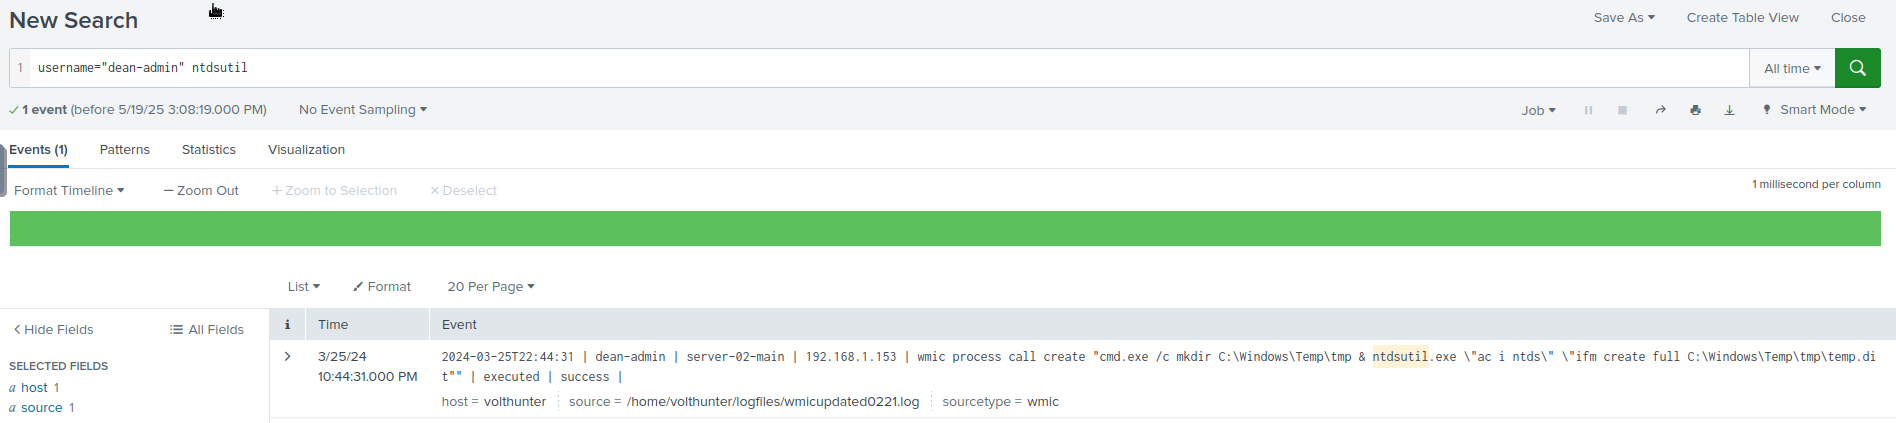 New Search
Save As Create Table View Close
1 username="dean-admin" ntdsutil
All time
1 event (before 5/19/25 3:08:19.000 PM) No Event Sampling
Job Smart Mode
Events (1) Patterns Statistics Visualization
Format Timeline — Zoom Out + Zoom to Selection × Deselect
1 millisecond per column
List Format 20 Per Page
< Hide Fields All Fields
i Time Event
SELECTED FIELDS
a host 1
a source 1
> 3/25/24
10:44:31.000 PM
2024-03-25T22:44:31 | dean-admin | server-02-main | 192.168.1.153 | wmic process call create "cmd.exe /c mkdir C:\Windows\Temp\tmp & ntdsutil.exe \"ac i ntds\" \"ifm create full C:\Windows\Temp\tmp\temp.di
t"" | executed | success |
host = volthunter source = /home/volthunter/logfiles/wmicupdated0221.log sourcetype = wmic